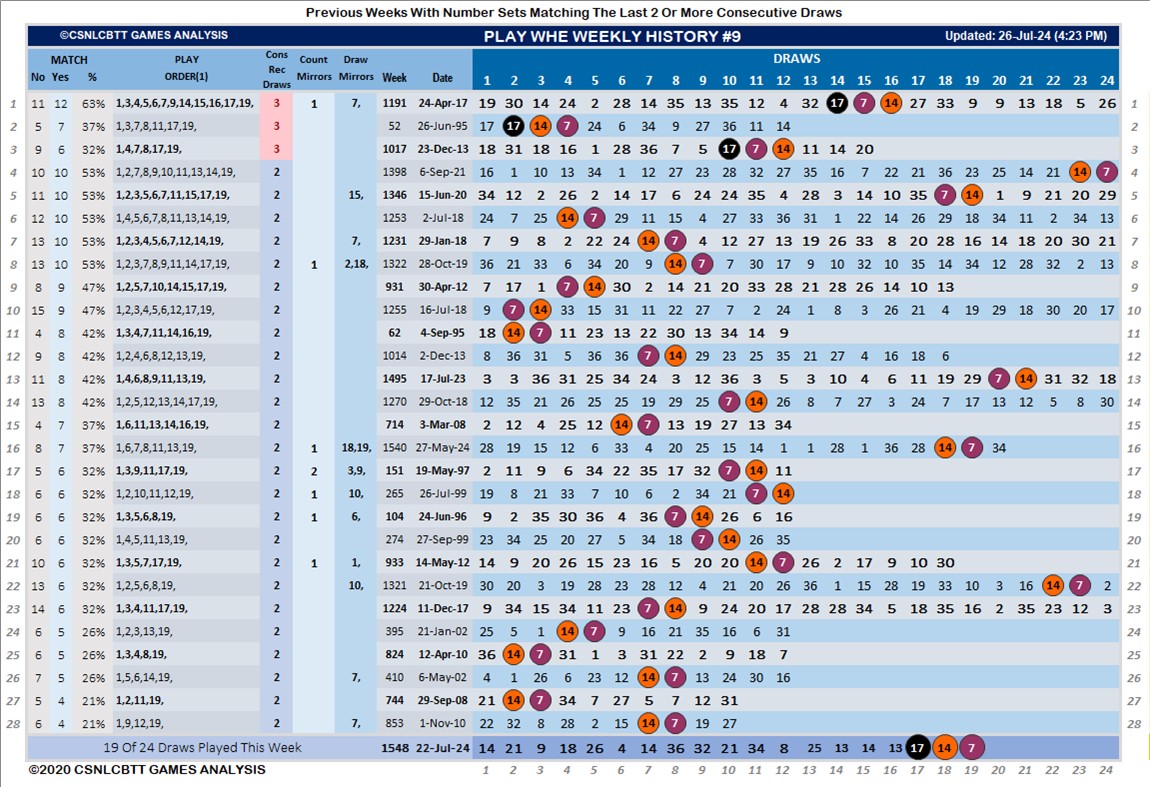 Previous Weeks With Number Sets Matching The Last 2 Or More Consecutive Draws
©CSNLCBTT GAMES ANALYSIS PLAY WHE WEEKLY HISTORY #9 Updated: 26-Jul-24 (4:23 PM)
MATCH PLAY Cons Count Draw DRAWS
No Yes % ORDER(1) Rec Draws Mirrors Mirrors Week Date 1 2 3 4 5 6 7 8 9 10 11 12 13 14 15 16 17 18 19 20 21 22 23 24
1 11 12 63% 1,3,4,5,6,7,9,14,15,16,17,19, 3 1 7, 1191 24-Apr-17 19 30 14 24 2 28 14 35 13 35 12 4 32 17 7 16 27 33 9 9 13 18 5 26 1
2 5 7 37% 1,3,7,8,11,17,19, 3 52 26-Jun-95 17 17 14 7 24 6 34 9 27 36 11 14 2
3 9 6 32% 1,4,7,8,17,19, 3 1017 23-Dec-13 18 31 18 16 1 28 36 7 5 17 7 14 11 14 20 3
4 10 10 53% 1,2,7,8,9,10,11,13,14,19, 2 1398 6-Sep-21 16 1 10 13 34 1 12 27 23 28 32 27 35 16 7 22 21 36 23 25 14 21 14 7 4
5 11 10 53% 1,2,3,5,6,7,11,15,17,19, 2 15, 1346 15-Jun-20 34 12 2 26 2 14 17 6 24 24 35 4 28 3 14 10 35 7 14 1 9 21 20 29 5
6 12 10 53% 1,4,5,6,7,8,11,13,14,19, 2 1253 2-Jul-18 24 7 25 14 7 29 11 15 4 27 33 36 31 1 22 14 26 29 18 34 11 2 34 13 6
7 13 10 53% 1,2,3,4,5,6,7,12,14,19, 2 7, 1231 29-Jan-18 7 9 8 2 22 24 14 7 4 12 27 13 19 26 33 8 20 28 16 14 18 20 30 21 7
8 13 10 53% 1,2,3,7,8,9,11,14,17,19, 2 1 2,18, 1322 28-Oct-19 36 21 33 6 34 20 9 14 7 7 30 17 9 10 32 10 35 14 34 12 28 32 2 13 8
9 8 9 47% 1,2,5,7,10,14,15,17,19, 2 931 30-Apr-12 7 17 1 7 14 30 2 14 21 20 33 28 21 28 26 14 10 13 9
10 15 9 47% 1,2,3,4,5,6,12,17,19, 2 1255 16-Jul-18 9 7 14 33 15 31 11 22 27 7 2 24 1 8 3 26 21 4 19 29 18 30 20 17 10
11 4 8 42% 1,3,4,7,11,14,16,19, 2 62 4-Sep-95 18 14 7 11 23 13 22 30 13 34 14 9 11
12 9 8 42% 1,2,4,6,8,12,13,19, 2 1014 2-Dec-13 8 36 31 5 36 36 7 14 29 23 25 35 21 27 4 16 18 6 12
13 11 8 42% 1,4,6,8,9,11,13,19, 2 1495 17-Jul-23 3 3 36 31 25 34 24 3 12 36 3 5 3 10 4 6 11 19 29 7 14 31 32 18 13
14 13 8 42% 1,2,5,12,13,14,17,19, 2 1270 29-Oct-18 12 35 21 26 25 25 19 29 25 7 14 26 8 7 27 3 24 7 17 13 12 5 8 30 14
15 4 7 37% 1,6,11,13,14,16,19, 2 714 3-Mar-08 2 12 4 25 12 14 7 13 19 27 13 34 15
16 8 7 37% 1,6,7,8,11,13,19, 2 1 18,19, 1540 27-May-24 28 19 15 12 6 33 4 20 25 15 14 1 1 28 1 36 28 14 7 34 16
17 5 6 32% 1,3,9,11,17,19, 2 2 3,9, 151 19-May-97 2 11 9 6 34 22 35 17 32 7 14 11 17
18 6 6 32% 1,2,10,11,12,19, 2 1 10, 265 26-Jul-99 19 8 21 33 7 10 6 2 34 21 7 14 18
19 6 6 32% 1,3,5,6,8,19, 2 1 6, 104 24-Jun-96 9 2 35 30 36 4 36 7 14 26 6 16 19
20 6 6 32% 1,4,5,11,13,19, 2 274 27-Sep-99 23 34 25 20 27 5 34 18 7 14 26 35 20
21 10 6 32% 1,3,5,7,17,19, 2 1 1, 933 14-May-12 14 9 20 26 15 23 16 5 20 20 14 7 26 2 17 9 10 30 21
22 13 6 32% 1,2,5,6,8,19, 2 10, 1321 21-Oct-19 30 20 3 19 28 23 28 12 4 21 20 26 36 1 15 28 19 33 10 3 16 14 7 2 22
23 14 6 32% 1,3,4,11,17,19, 2 1224 11-Dec-17 9 34 15 34 11 23 7 14 9 24 20 17 28 28 34 5 18 35 16 2 35 23 12 3 23
24 6 5 26% 1,2,3,13,19, 2 395 21-Jan-02 25 5 1 14 7 9 16 21 35 16 6 31 24
25 6 5 26% 1,3,4,8,19, 2 824 12-Apr-10 36 14 7 31 1 3 31 22 2 9 18 7 25
26 7 5 26% 1,5,6,14,19, 2 7, 410 6-May-02 4 1 26 6 23 12 14 7 13 24 30 16 26
27 5 4 21% 1,2,11,19, 2 744 29-Sep-08 21 14 7 34 7 27 5 7 12 31 27
28 6 4 21% 1,9,12,19, 2 7, 853 1-Nov-10 22 32 8 28 2 15 14 7 19 27 28
19 Of 24 Draws Played This Week 1548 22-Jul-24 14 21 9 18 26 4 14 36 32 21 34 8 25 13 14 13 17 14 7
©2020 CSNLCBTT GAMES ANALYSIS 1 2 3 4 5 6 7 8 9 10 11 12 13 14 15 16 17 18 19 20 21 22 23 24